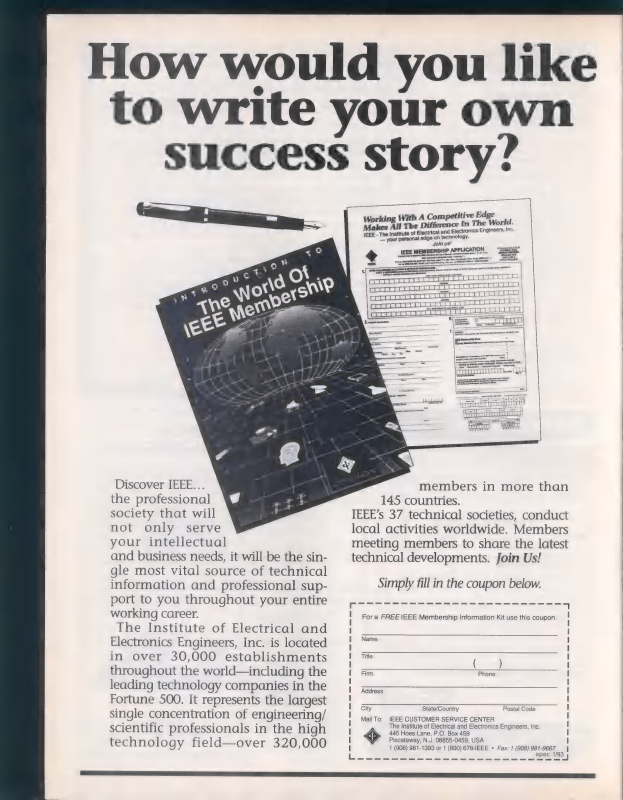 How would you like
to write your own
success story?
INTRODUCTION TO
The World Of
IEEE Membership
Working With A Competitive Edge
Makes All The Difference In The World.
IEEE - The Institute of Electrical and Electronics Engineers, Inc.
— your personal edge on technology.
Join us!
IEEE MEMBERSHIP APPLICATION
Discover IEEE...
the professional
society that will
not only serve
your intellectual
and business needs, it will be the sin-
gle most vital source of technical
information and professional sup-
port to you throughout your entire
working career.
The Institute of Electrical and
Electronics Engineers, Inc. is located
in over 30,000 establishments
throughout the world—including the
leading technology companies in the
Fortune 500. It represents the largest
single concentration of engineering/
scientific professionals in the high
technology field—over 320,000
members in more than
145 countries.
IEEE's 37 technical societies, conduct
local activities worldwide. Members
meeting members to share the latest
technical developments. Join Us!
Simply fill in the coupon below.
For a FREE IEEE Membership Information Kit use this coupon.
Name
Title
( )
Firm Phone
Address
City State/Country Postal Code
Mail To: IEEE CUSTOMER SERVICE CENTER
The Institute of Electrical and Electronics Engineers, Inc.
445 Hoes Lane, P.O. Box 459
Piscataway, N.J. 08855-0459, USA
1 (908) 981-1393 or 1 (800) 678-IEEE • Fax: 1 (908) 981-9667
spec 1/93